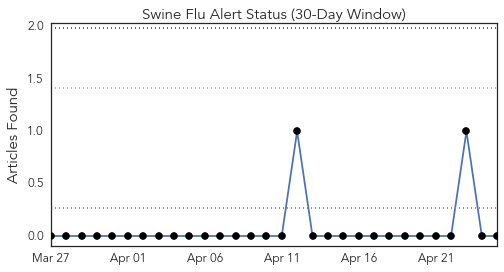 Swine Flu Alert Status (30-Day Window)
2.0
1.5
1.0
0.5
0.0
Articles Found
Mar 27
Apr 01
Apr 06
Apr 11
Apr 16
Apr 21